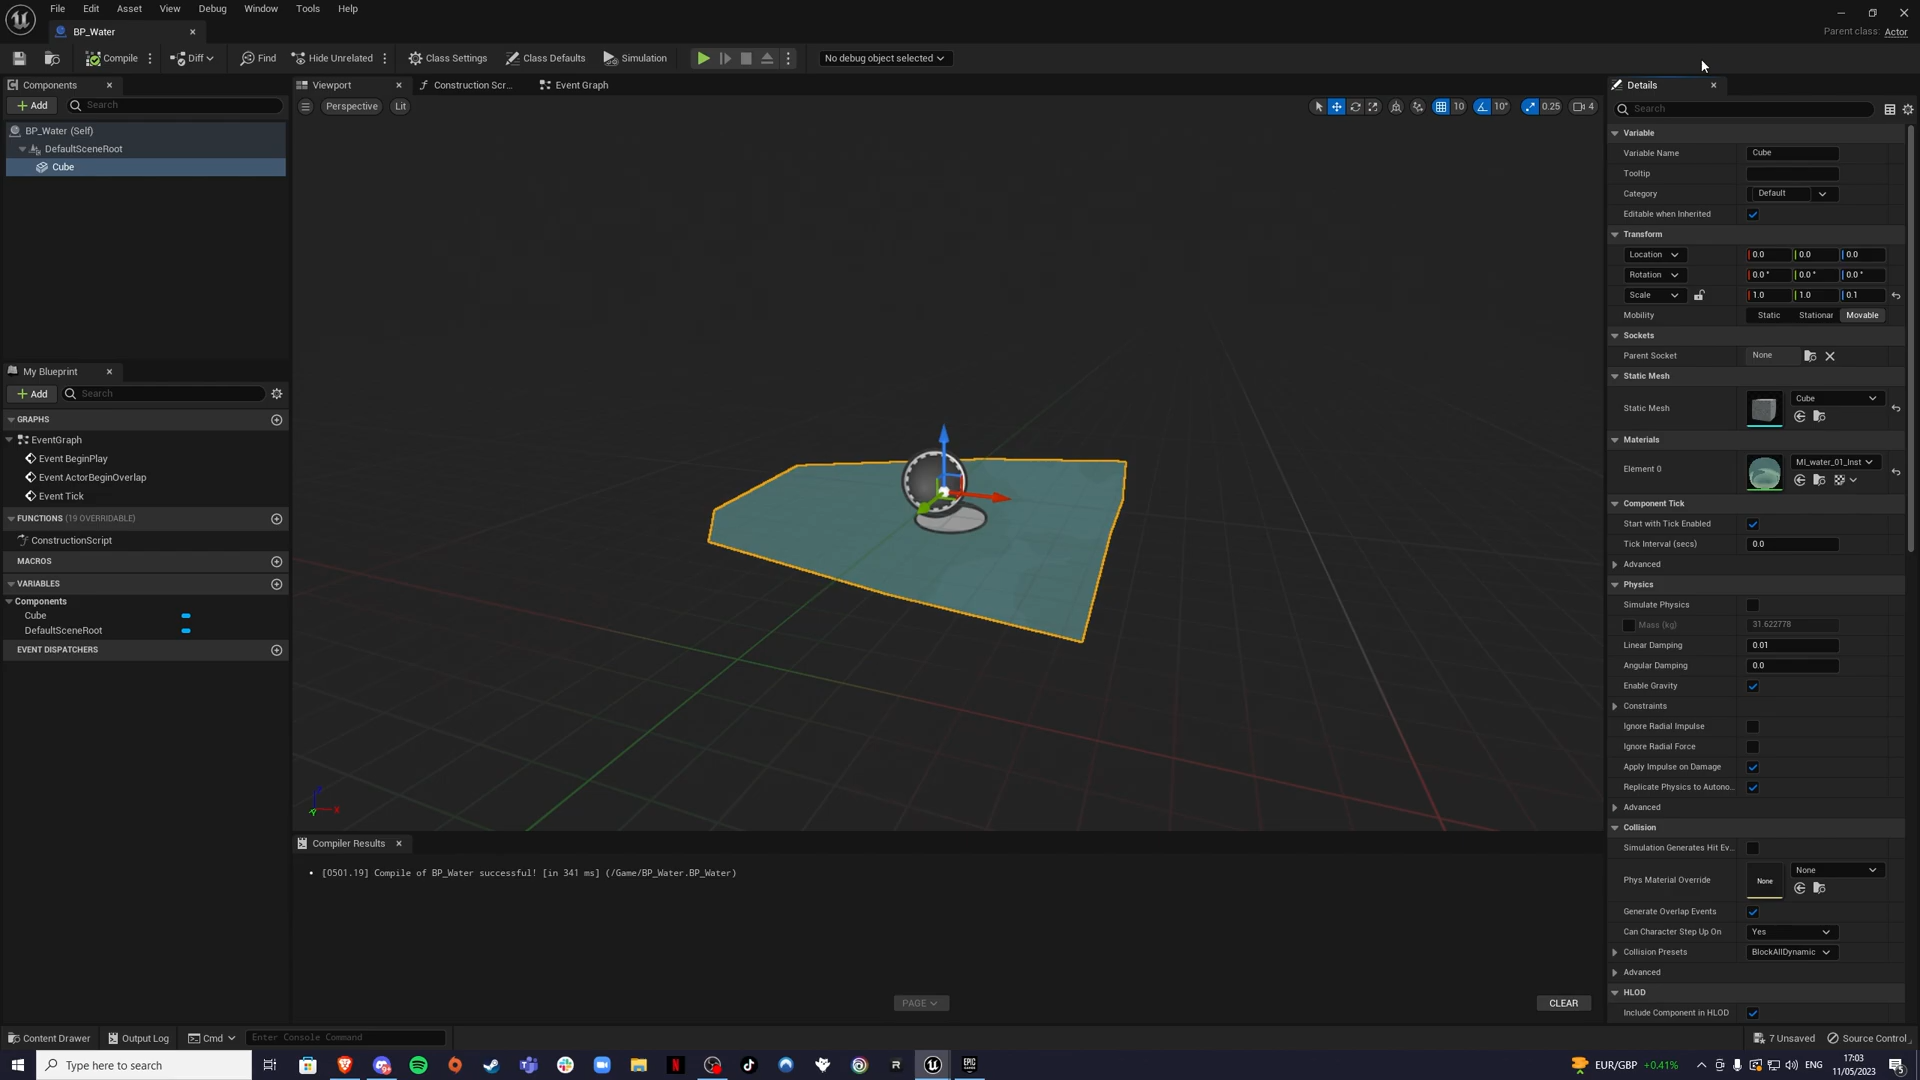 File Edit Asset View Debug Window Tools Help
BP_Water
Parent class: Actor
Compile Diff Find Hide Unrelated Class Settings Class Defaults Simulation No debug object selected
Components
Add Search
BP_Water (Self)
DefaultSceneRoot
Cube
My Blueprint
Add Search
GRAPHS
EventGraph
Event BeginPlay
Event ActorBeginOverlap
Event Tick
FUNCTIONS (19 OVERRIDABLE)
ConstructionScript
MACROS
VARIABLES
Components
Cube
DefaultSceneRoot
EVENT DISPATCHERS
Viewport Construction Scr... Event Graph
Perspective Lit 10 10° 0.25 4
Compiler Results
• [0501.19] Compile of BP_Water successful! [in 341 ms] (/Game/BP_Water.BP_Water)
PAGE CLEAR
Details
Search
Variable
Variable Name Cube
Tooltip
Category Default
Editable when Inherited
Transform
Location 0.0 0.0 0.0
Rotation 0.0 ° 0.0 ° 0.0 °
Scale 1.0 1.0 0.1
Mobility Static Stationar Movable
Sockets
Parent Socket None
Static Mesh
Static Mesh Cube
Materials
Element 0 MI_water_01_Inst
Component Tick
Start with Tick Enabled
Tick Interval (secs) 0.0
Advanced
Physics
Simulate Physics
Mass (kg) 31.622778
Linear Damping 0.01
Angular Damping 0.0
Enable Gravity
Constraints
Ignore Radial Impulse
Ignore Radial Force
Apply Impulse on Damage
Replicate Physics to Autono...
Advanced
Collision
Simulation Generates Hit Ev...
Phys Material Override None None
Generate Overlap Events
Can Character Step Up On Yes
Collision Presets BlockAllDynamic
Advanced
HLOD
Include Component in HLOD
Content Drawer Output Log Cmd Enter Console Command 7 Unsaved Source Control
Type here to search EUR/GBP +0.41% ENG 17:03
11/05/2023